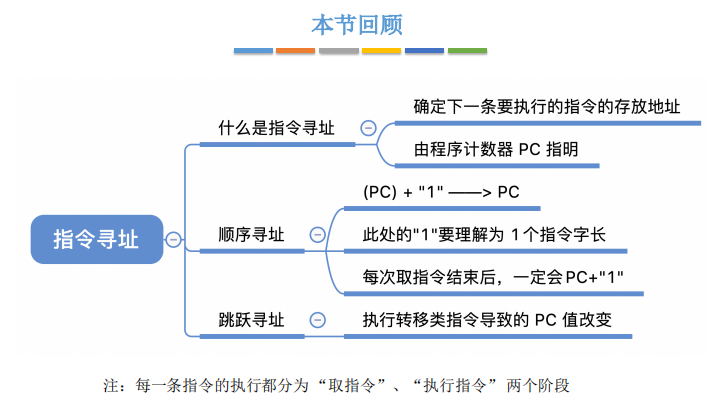 本节回顾
什么是指令寻址
确定下一条要执行的指令的存放地址
由程序计数器 PC 指明
指令寻址
顺序寻址
(PC) + "1" ——> PC
此处的"1"要理解为 1个指令字长
每次取指令结束后，一定会PC+"1"
跳跃寻址
执行转移类指令导致的 PC 值改变
注：每一条指令的执行都分为 “取指令”、“执行指令” 两个阶段